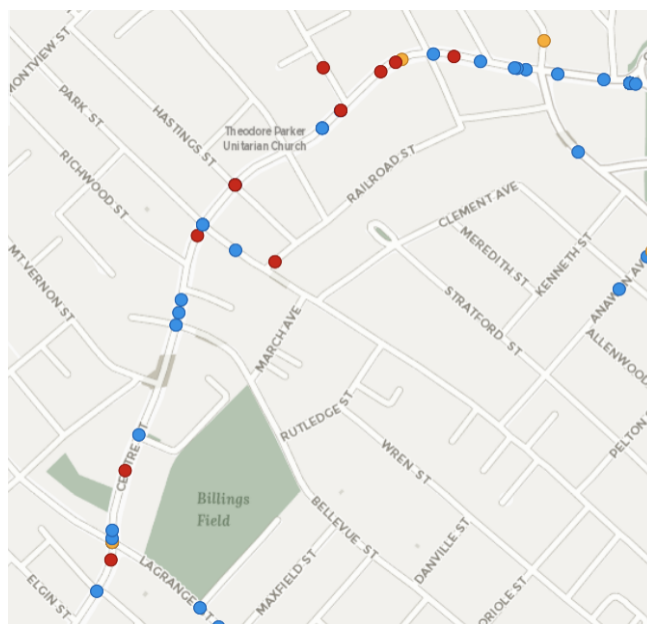 MONTVIEW ST
PARK ST
HASTINGS ST
Theodore Parker
Unitarian Church
RICHWOOD ST
RAILROAD ST
CLEMENT AVE
MEREDITH ST
KENNETH ST
MT VERNON ST
STRATFORD ST
ANAWAN AV
MARCH AVE
ALLENWOOD
RUTLEDGE ST
PELTON
CENTRE ST
WREN ST
Billings
Field
BELLEVUE ST
DANVILLE ST
LAGRANGE ST
MAXFIELD ST
ELGIN ST
ORIOLE ST